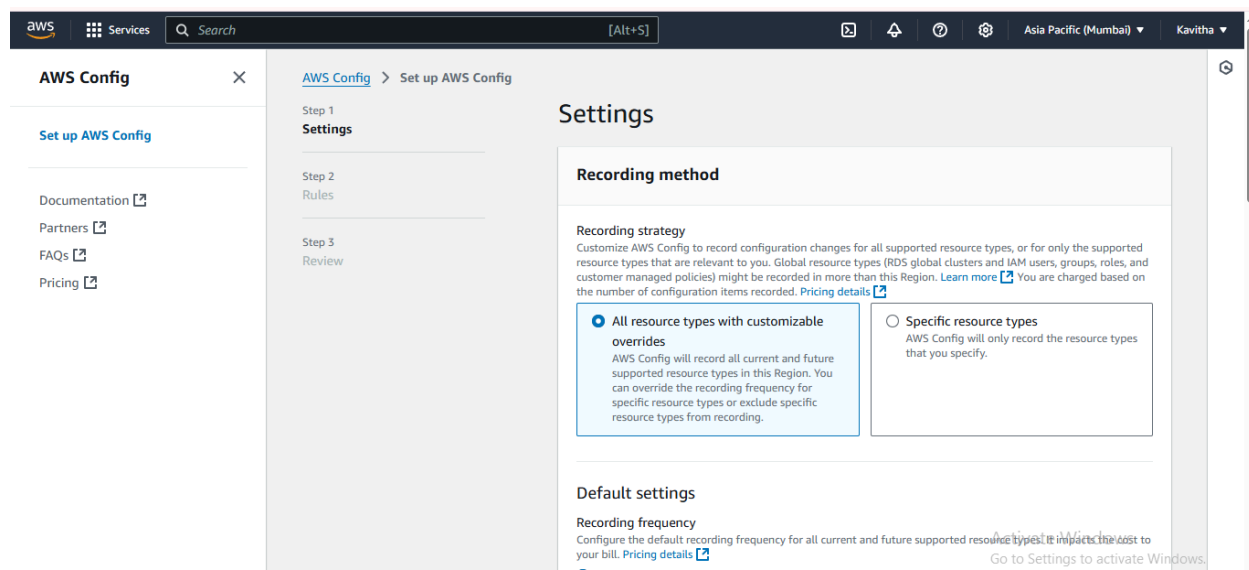 aws
Services
Search
[Alt+S]
Asia Pacific (Mumbai)
Kavitha
AWS Config
Set up AWS Config
Documentation
Partners
FAQs
Pricing
AWS Config > Set up AWS Config
Step 1
Settings
Step 2
Rules
Step 3
Review
Settings
Recording method
Recording strategy
Customize AWS Config to record configuration changes for all supported resource types, or for only the supported
resource types that are relevant to you. Global resource types (RDS global clusters and IAM users, groups, roles, and
customer managed policies) might be recorded in more than this Region. Learn more You are charged based on
the number of configuration items recorded. Pricing details
All resource types with customizable
overrides
AWS Config will record all current and future
supported resource types in this Region. You
can override the recording frequency for
specific resource types or exclude specific
resource types from recording.
Specific resource types
AWS Config will only record the resource types
that you specify.
Default settings
Recording frequency
Configure the default recording frequency for all current and future supported resource types. It impacts the cost to
your bill. Pricing details
Activate Windows
Go to Settings to activate Windows.